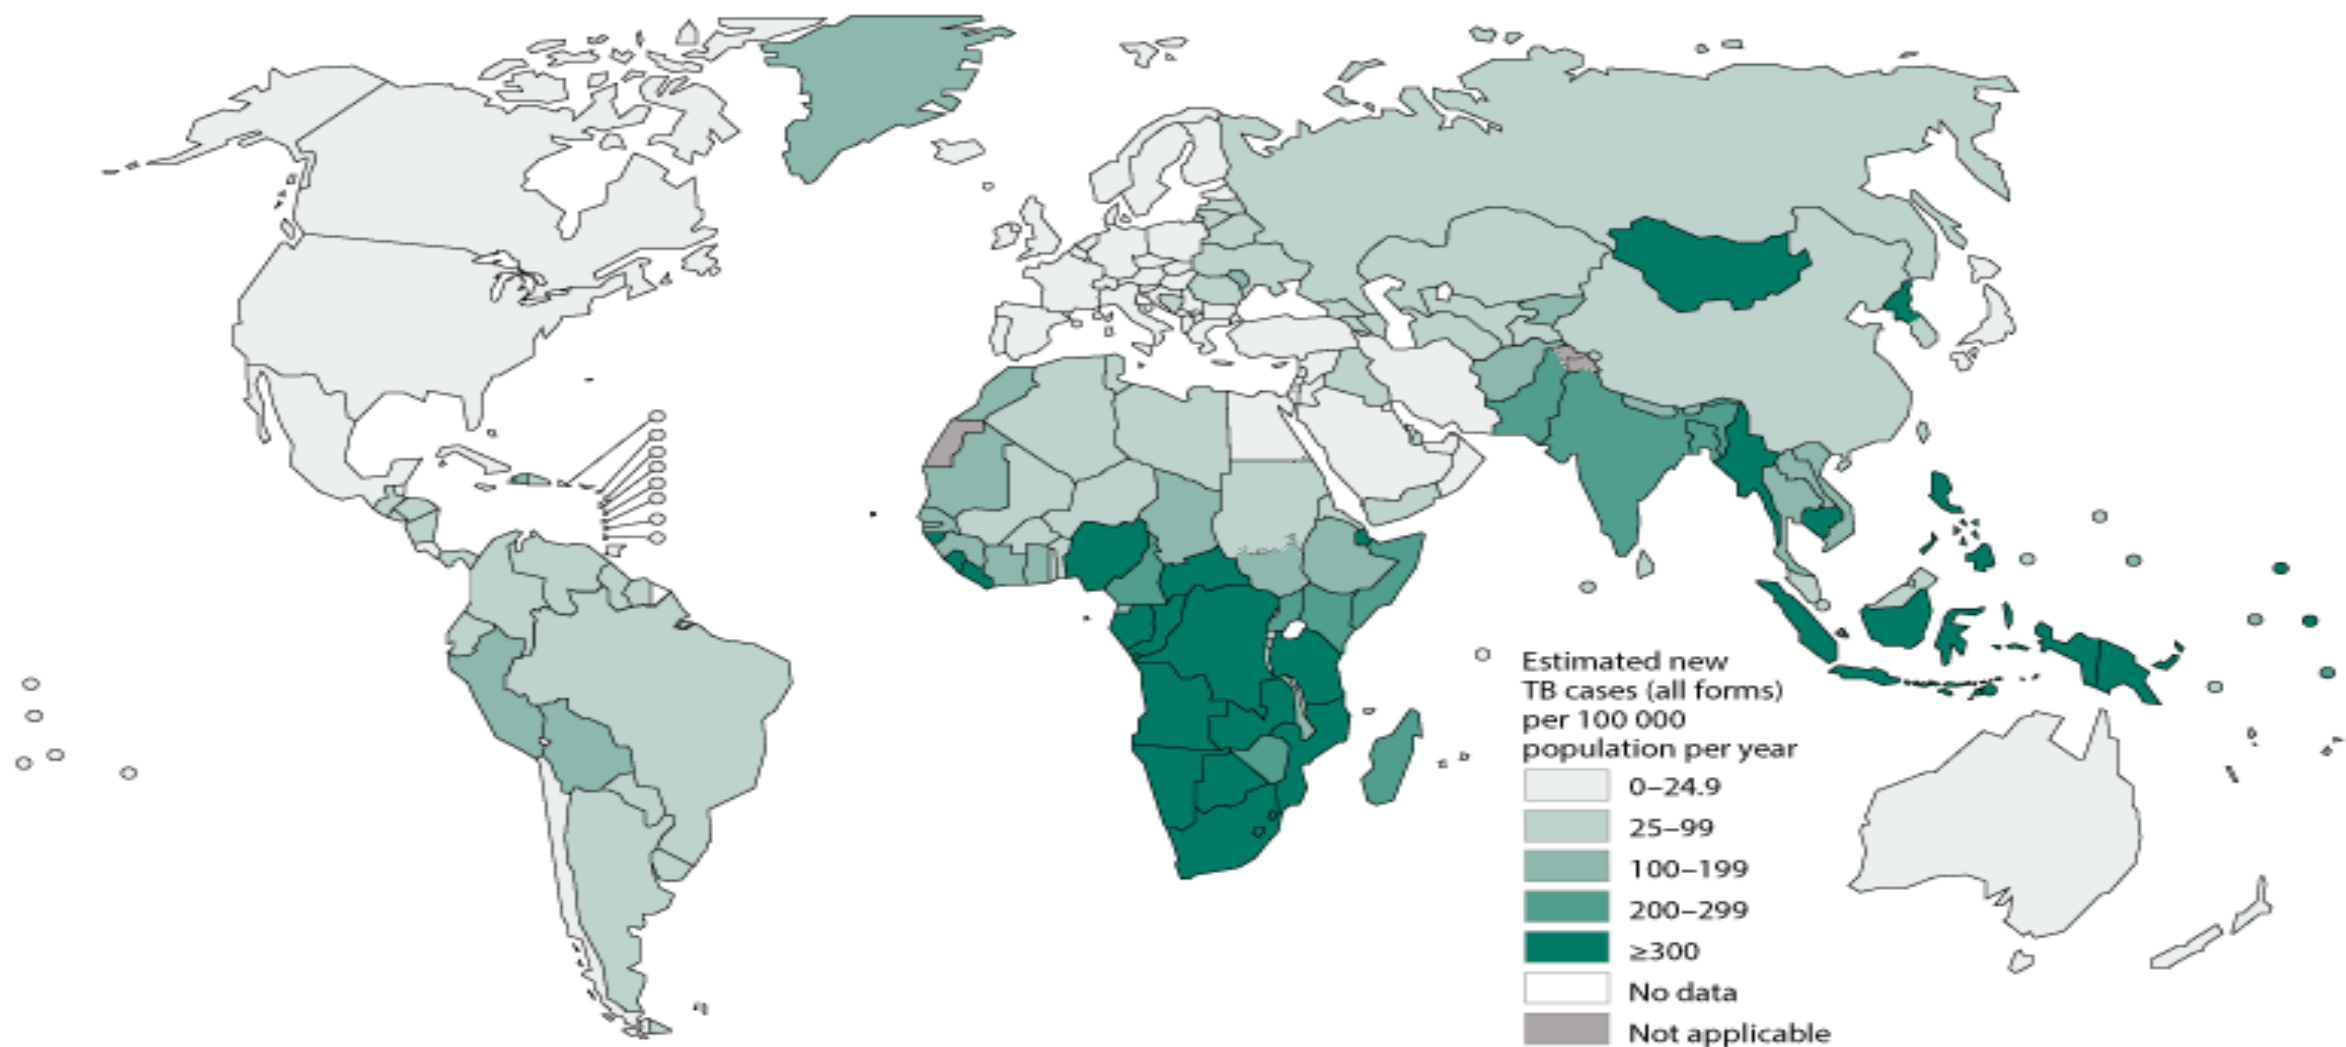 Estimated new
TB cases (all forms)
per 100 000
population per year
0–24.9
25–99
100–199
200–299
≥300
No data
Not applicable